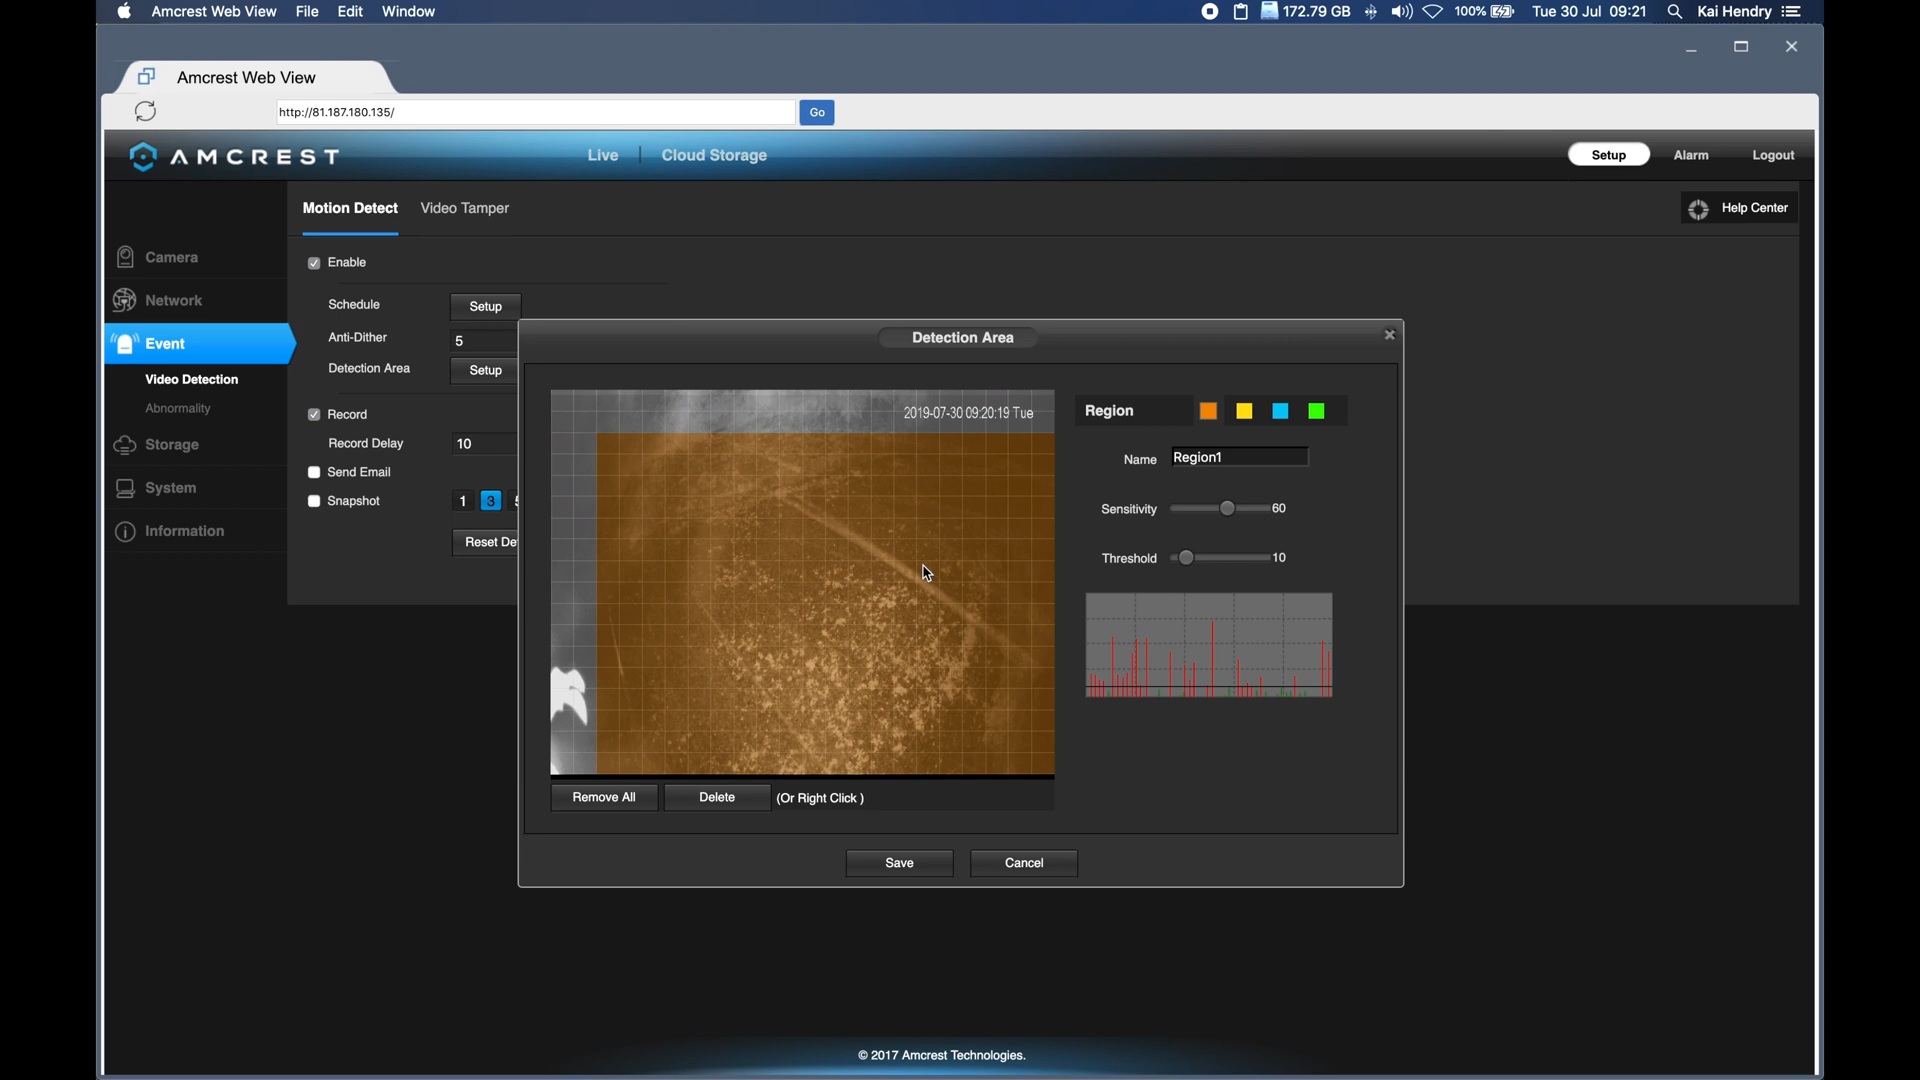 Amcrest Web View File Edit Window 172.79 GB 100% Tue 30 Jul 09:21 Kai Hendry
Amcrest Web View
http://81.187.180.135/ Go
AMCREST Live Cloud Storage Setup Alarm Logout
Motion Detect Video Tamper Help Center
Camera
Network
Event
Video Detection
Abnormality
Storage
System
Information
Enable
Schedule Setup
Anti-Dither 5
Detection Area Setup
Record
Record Delay 10
Send Email
Snapshot 1 3
Reset De
Detection Area
2019-07-30 09:20:19 Tue
Region
Name Region1
Sensitivity 60
Threshold 10
Remove All Delete (Or Right Click )
Save Cancel
© 2017 Amcrest Technologies.